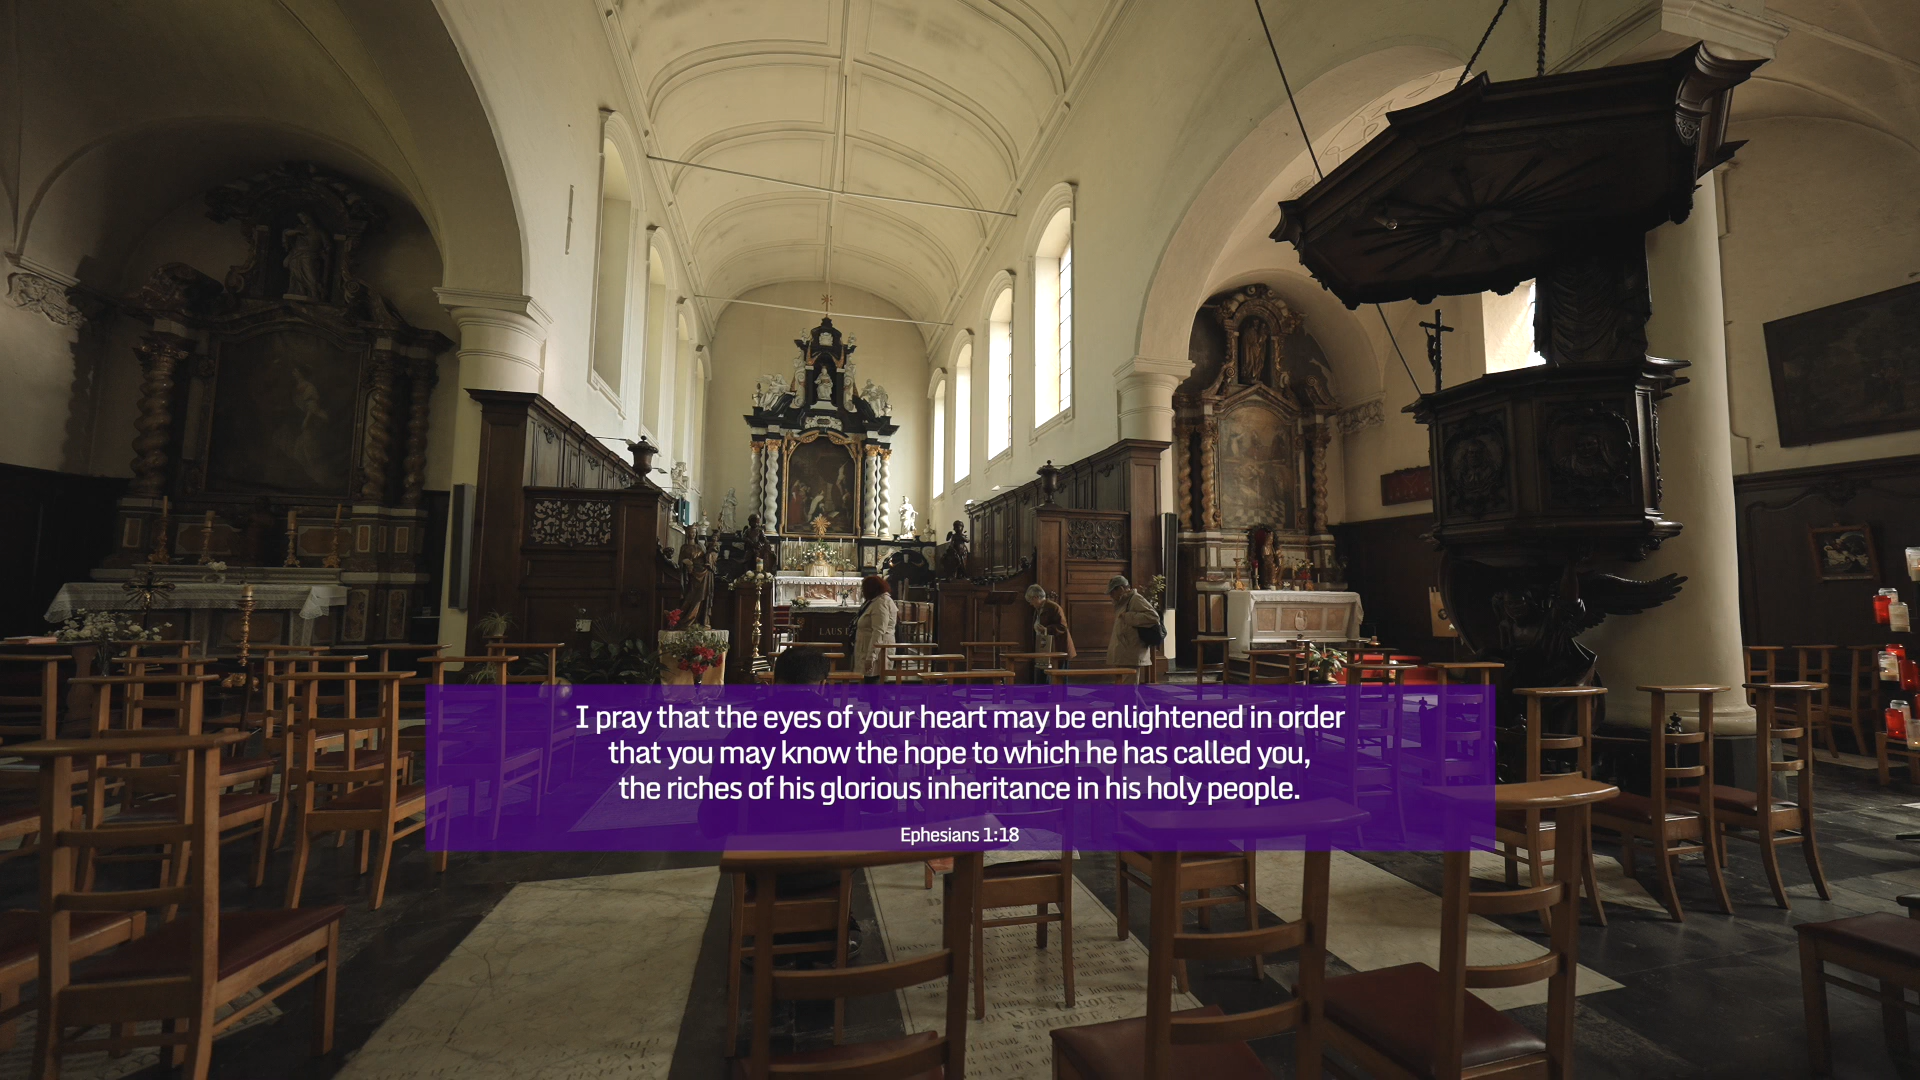 LAUS
I pray that the eyes of your heart may be enlightened in order
that you may know the hope to which he has called you,
the riches of his glorious inheritance in his holy people.
Ephesians 1:18